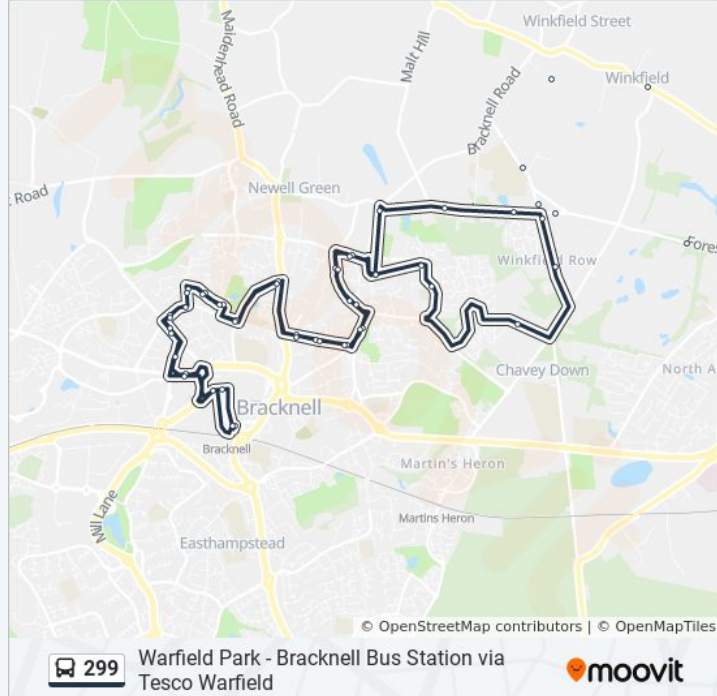 Winkfield Street
Winkfield
Malt Hill
Maidenhead Road
Bracknell Road
Newell Green
Road
Winkfield Row
Chavey Down
North A
Bracknell
Bracknell
Martin's Heron
Mill Lane
Martins Heron
Easthampstead
© OpenStreetMap contributors | © OpenMapTiles
299
Warfield Park - Bracknell Bus Station via
Tesco Warfield
moovit